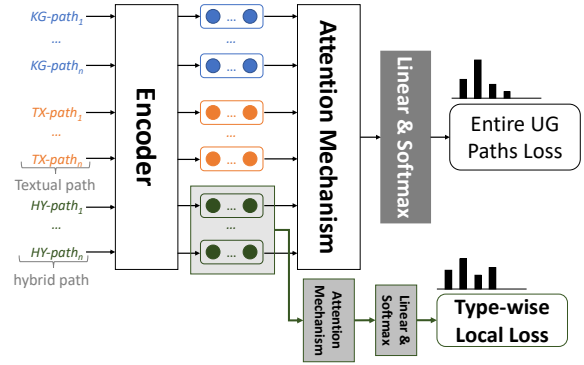 KG-path1
...
KG-pathn
TX-path1
...
TX-pathn
Textual path
HY-path1
...
HY-pathn
hybrid path
Encoder
...
...
...
...
...
...
...
...
...
Attention Mechanism
Linear & Softmax
Entire UG
Paths Loss
Attention
Mechanism
Linear &
Softmax
Type-wise
Local Loss